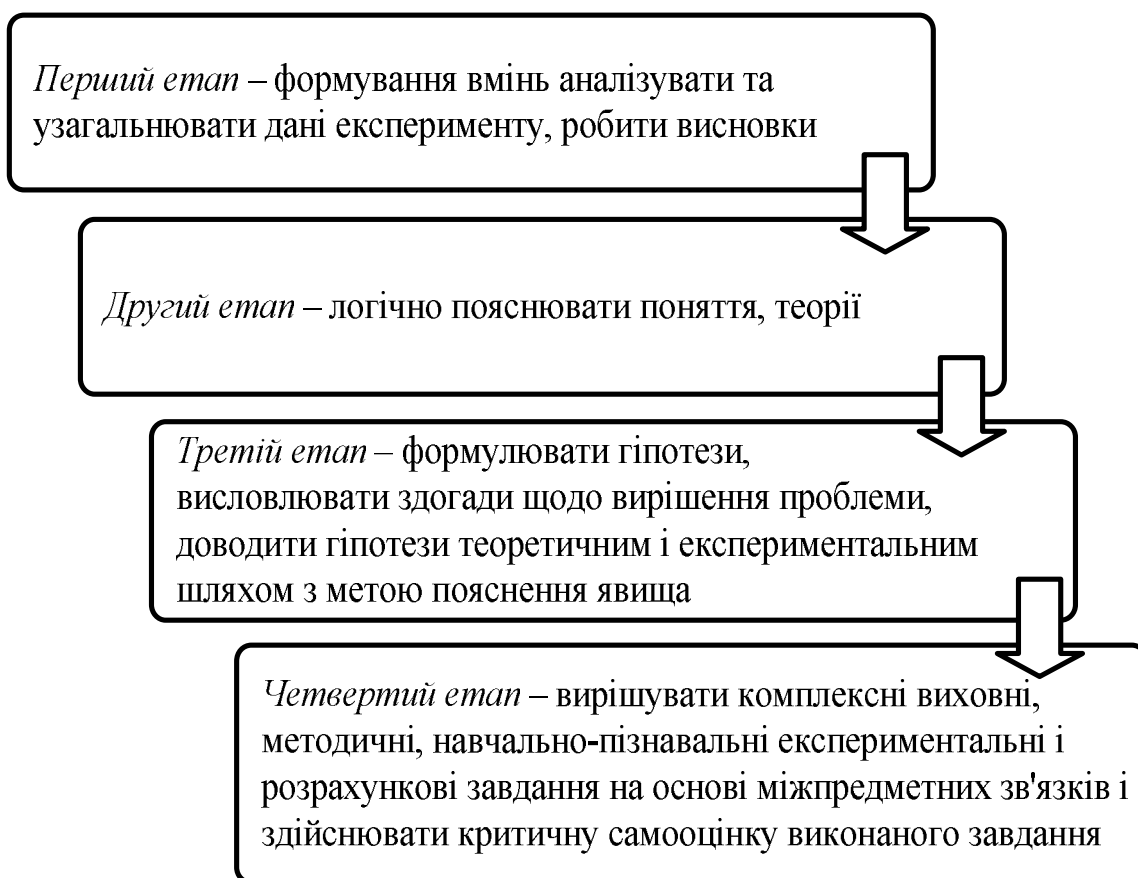 Перший етап – формування вмінь аналізувати та
узагальнювати дані експерименту, робити висновки
Другий етап – логічно пояснювати поняття, теорії
Третій етап – формулювати гіпотези,
висловлювати здогади щодо вирішення проблеми,
доводити гіпотези теоретичним і експериментальним
шляхом з метою пояснення явища
Четвертий етап – вирішувати комплексні виховні,
методичні, навчально-пізнавальні експериментальні і
розрахункові завдання на основі міжпредметних зв'язків і
здійснювати критичну самооцінку виконаного завдання